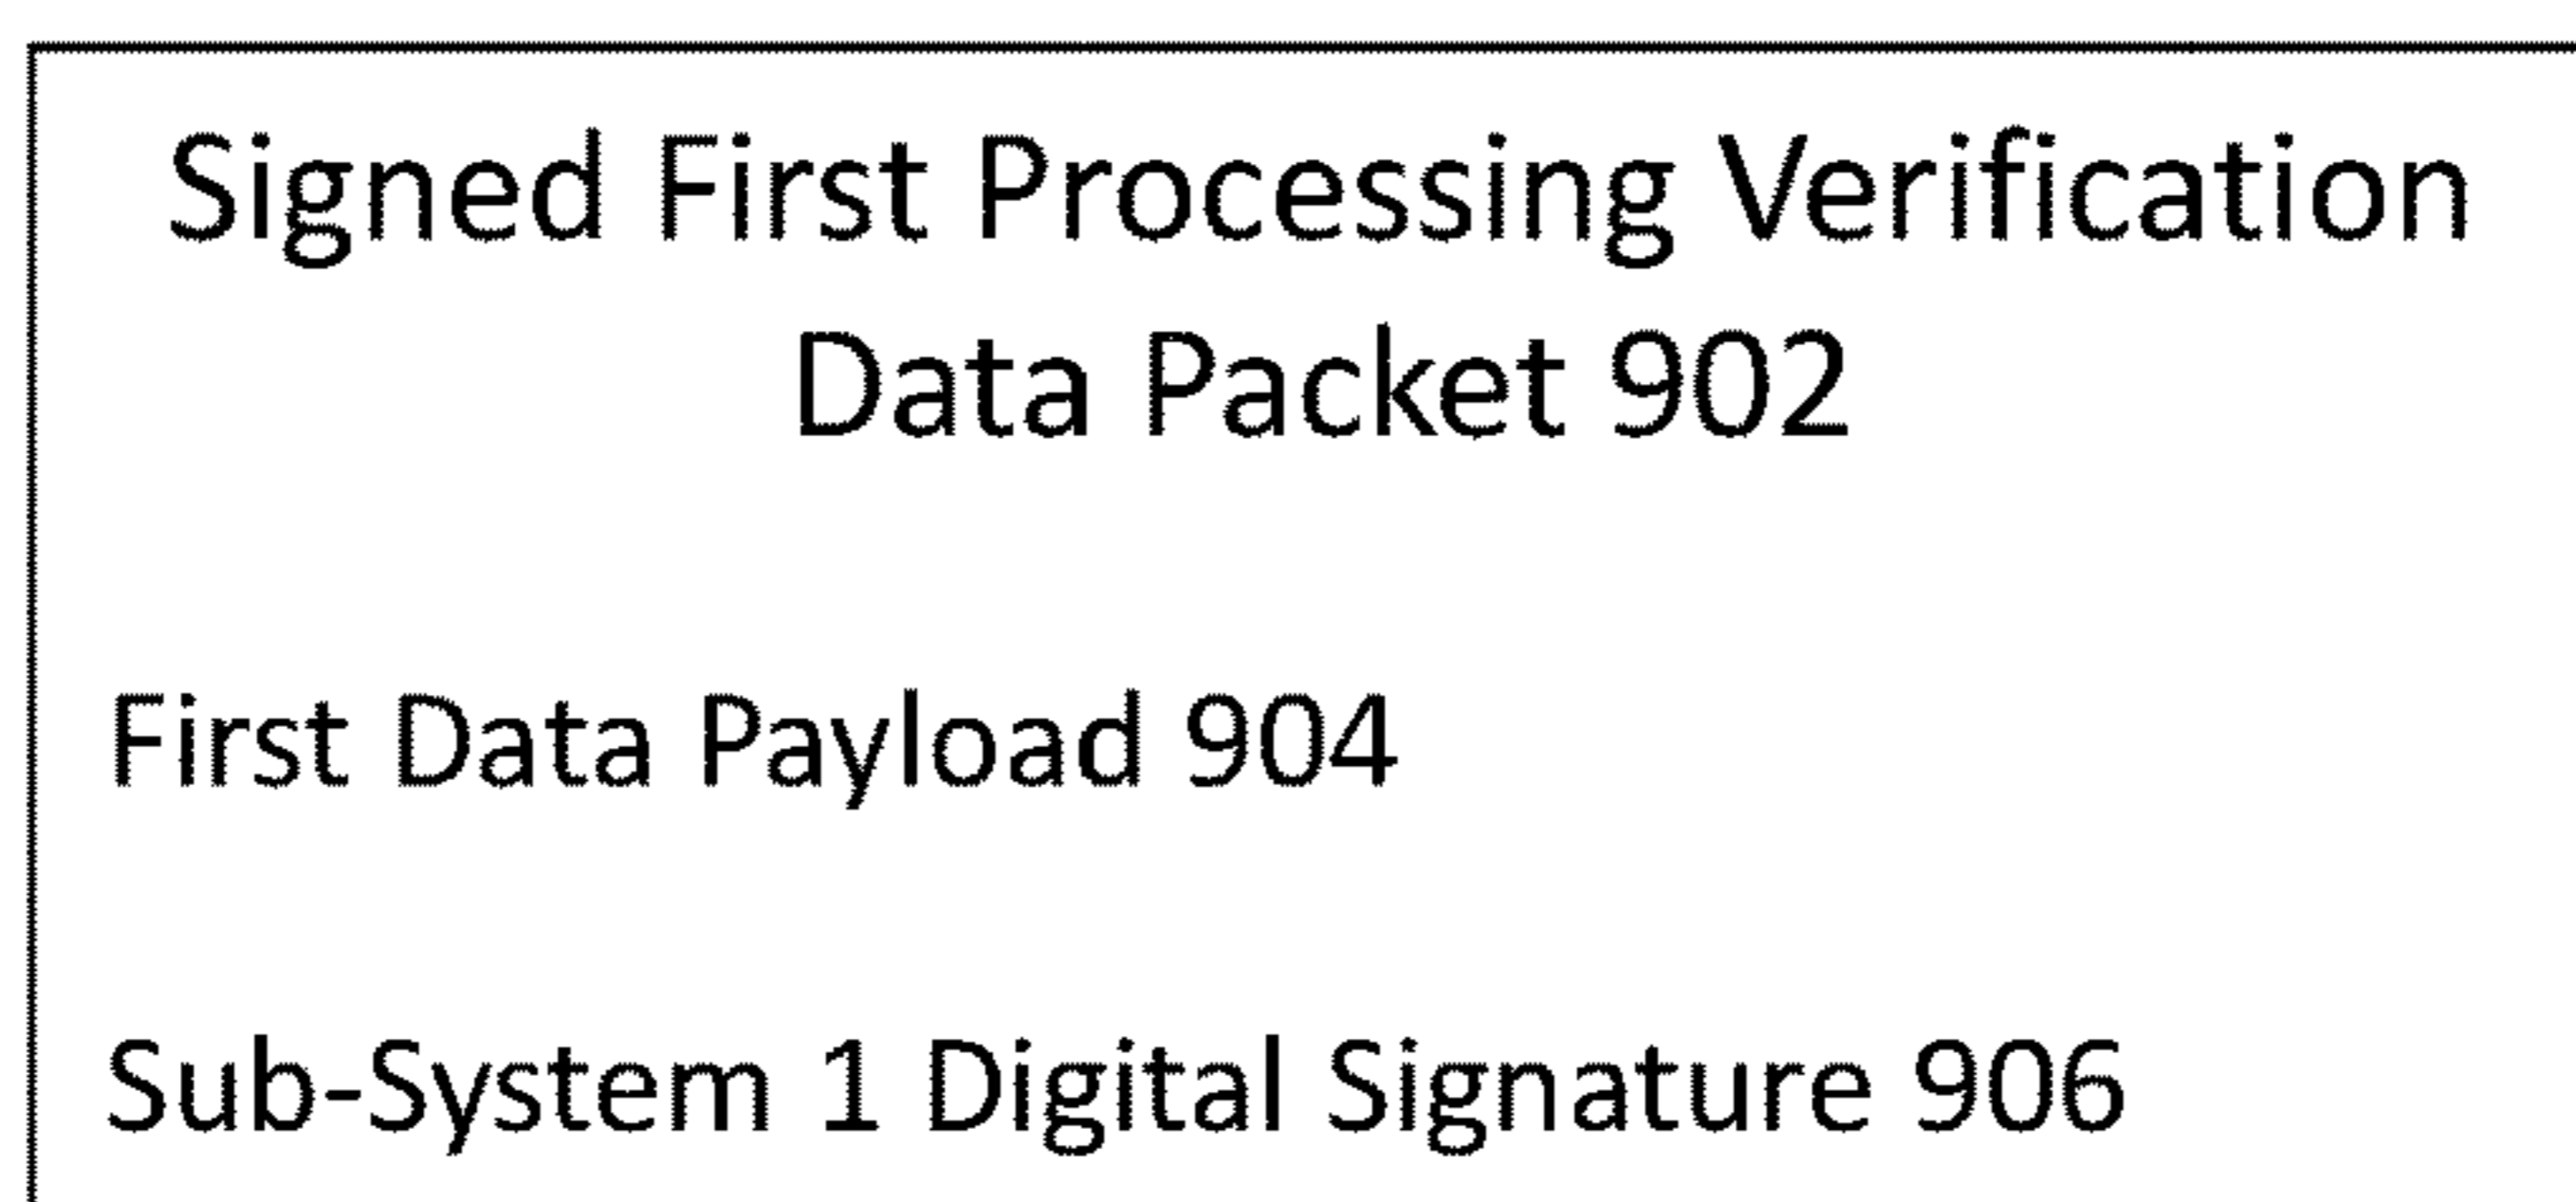 Signed First Processing Verification
Data Packet 902
First Data Payload 904
Sub-System 1 Digital Signature 906